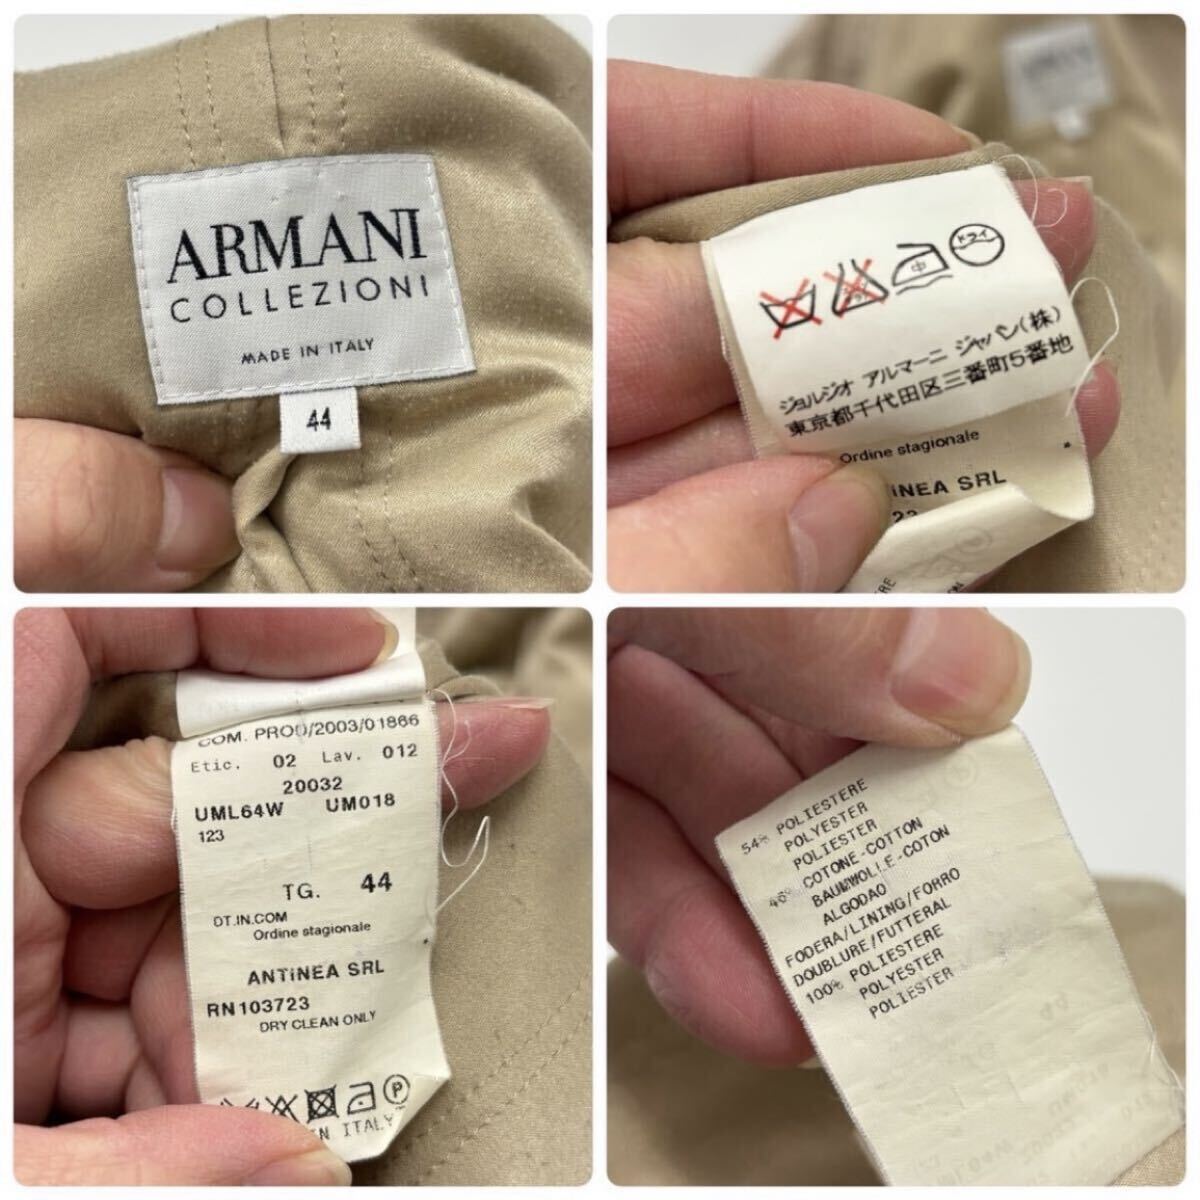 ARMANI
COLLEZIONI
MADE IN ITALY
44
中
ドライ
ジョルジオ アルマーニ ジャパン(株)
東京都千代田区三番町5番地
Ordine stagionale
INEA SRL
COM. PROD/2003/01866
Etic. 02 Lav. 012
20032
UML64W UM018
123
TG. 44
DT.IN.COM
Ordine stagionale
ANTINEA SRL
RN103723
DRY CLEAN ONLY
P
IN ITALY
54% POLIESTERE
POLYESTER
POLIESTER
46% COTONE-COTTON
BAUMWOLLE-COTON
ALGODAO
FODERA/LINING/FORRO
DOUBLURE/FUTTERAL
100% POLIESTERE
POLYESTER
POLIESTER